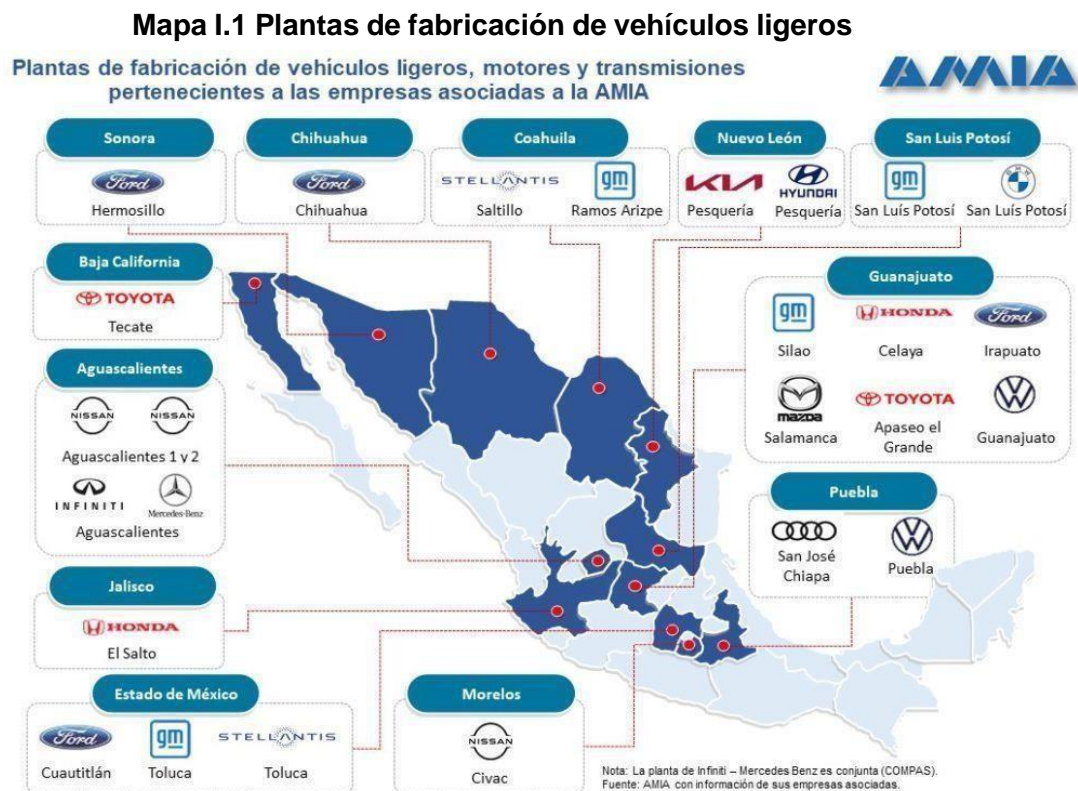 Mapa I.1 Plantas de fabricación de vehículos ligeros
Plantas de fabricación de vehículos ligeros, motores y transmisiones
pertenecientes a las empresas asociadas a la AMIA
AMIA
Sonora
Ford
Hermosillo
Chihuahua
Ford
Chihuahua
Coahuila
STELLANTIS
Saltillo
gm
Ramos Arizpe
Nuevo León
KIA
Pesquería
HYUNDAI
Pesquería
San Luis Potosí
gm
San Luís Potosí
BMW
San Luís Potosí
Baja California
TOYOTA
Tecate
Guanajuato
gm
Silao
HONDA
Celaya
Ford
Irapuato
mazda
Salamanca
TOYOTA
Apaseo el
Grande
Guanajuato
Aguascalientes
NISSAN
NISSAN
Aguascalientes 1 y 2
INFINITI
Mercedes-Benz
Aguascalientes
Puebla
San José
Chiapa
Puebla
Jalisco
HONDA
El Salto
Estado de México
Ford
Cuautitlán
gm
Toluca
STELLANTIS
Toluca
Morelos
NISSAN
Civac
Nota: La planta de Infiniti – Mercedes Benz es conjunta (COMPAS).
Fuente: AMIA con información de sus empresas asociadas.